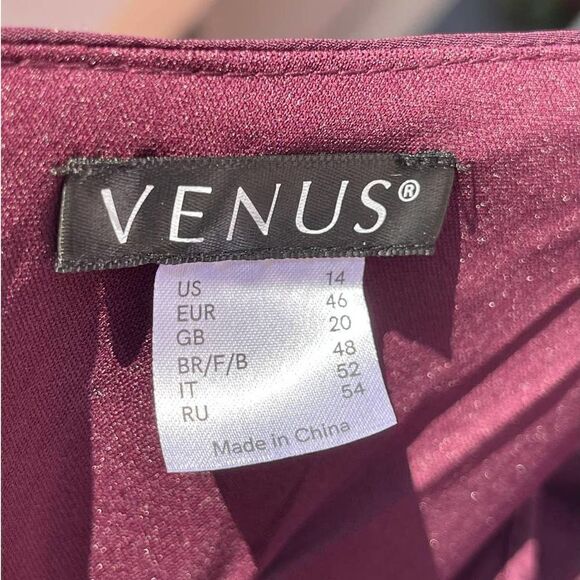 VENUS®
US 14
EUR 46
GB 20
BR/F/B 48
IT 52
RU 54
Made in China